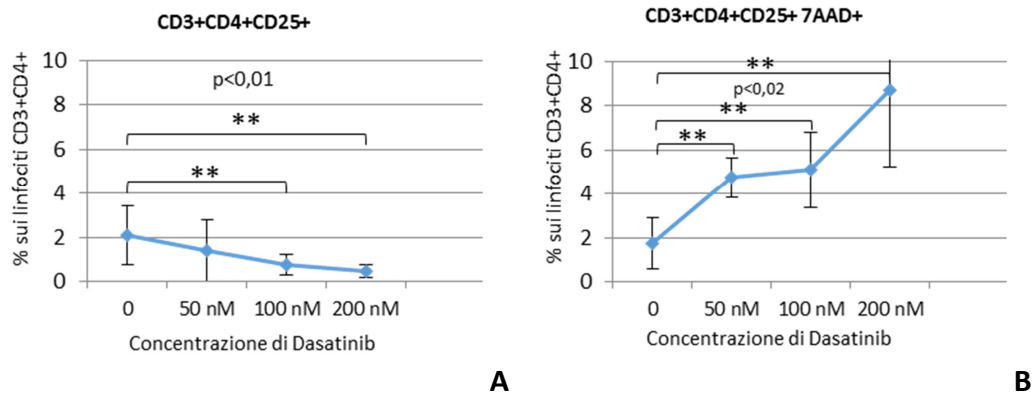 CD3+CD4+CD25+
% sui linfociti CD3+CD4+
10
8
6
4
2
0
p<0,01
**
**
0 50 nM 100 nM 200 nM
Concentrazione di Dasatinib
A
CD3+CD4+CD25+ 7AAD+
% sui linfociti CD3+CD4+
10
8
6
4
2
0
**
p<0,02
**
**
0 50 nM 100 nM 200 nM
Concentrazione di Dasatinib
B